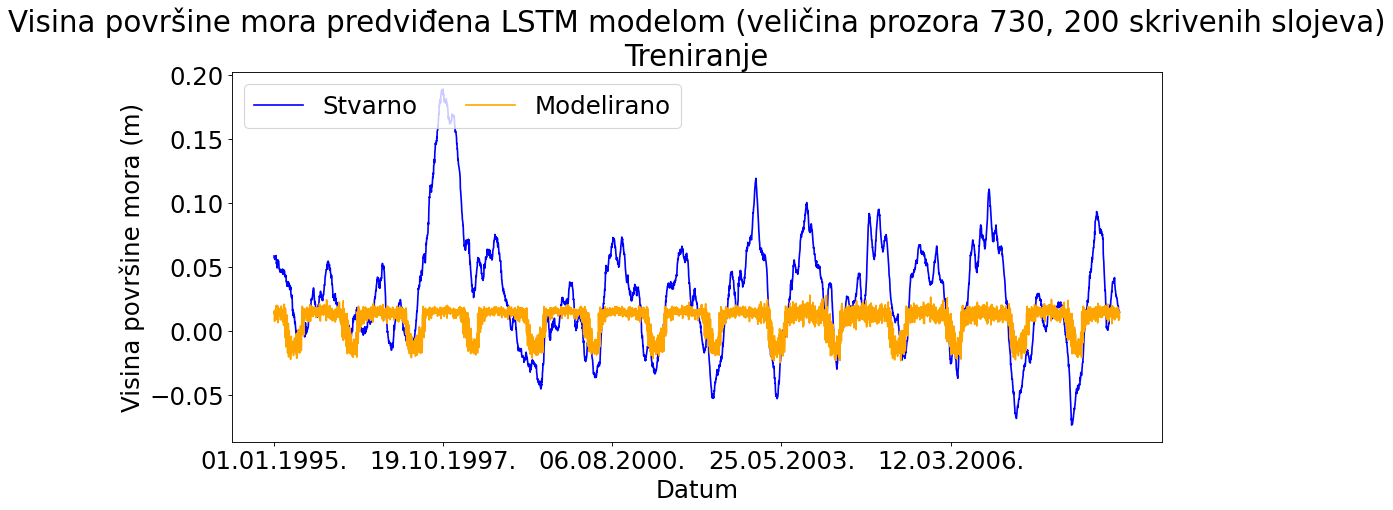 Visina površine mora predviđena LSTM modelom (veličina prozora 730, 200 skrivenih slojeva)
Treniranje
Stvarno Modelirano
Visina površine mora (m)
0.20
0.15
0.10
0.05
0.00
−0.05
01.01.1995. 19.10.1997. 06.08.2000. 25.05.2003. 12.03.2006.
Datum